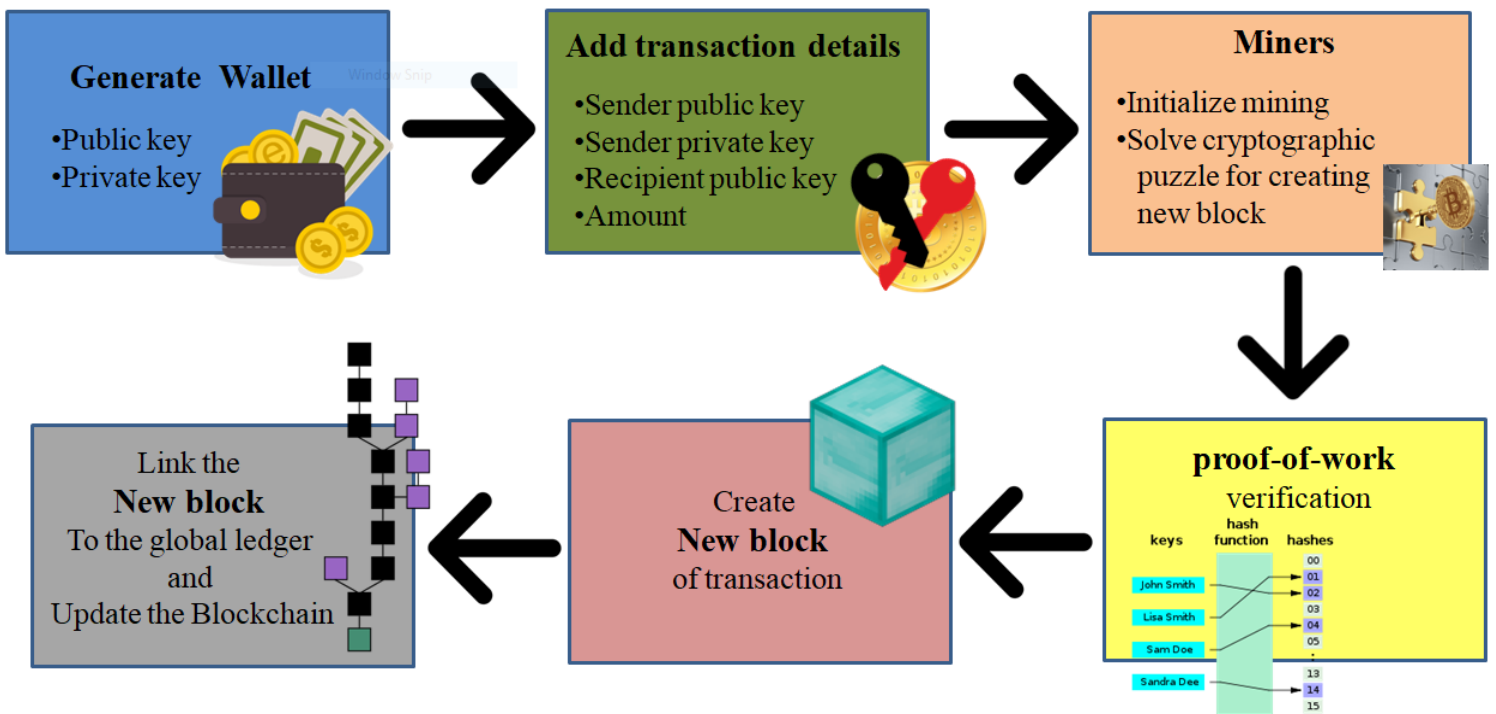 Generate Wallet
•Public key
•Private key
Window Snip
Add transaction details
•Sender public key
•Sender private key
•Recipient public key
•Amount
Miners
•Initialize mining
•Solve cryptographic
puzzle for creating
new block
proof-of-work
verification
keys
hash
function
hashes
John Smith
Lisa Smith
Sam Doe
Sandra Dee
00
01
02
03
04
05
:
13
14
15
Create
New block
of transaction
Link the
New block
To the global ledger
and
Update the Blockchain